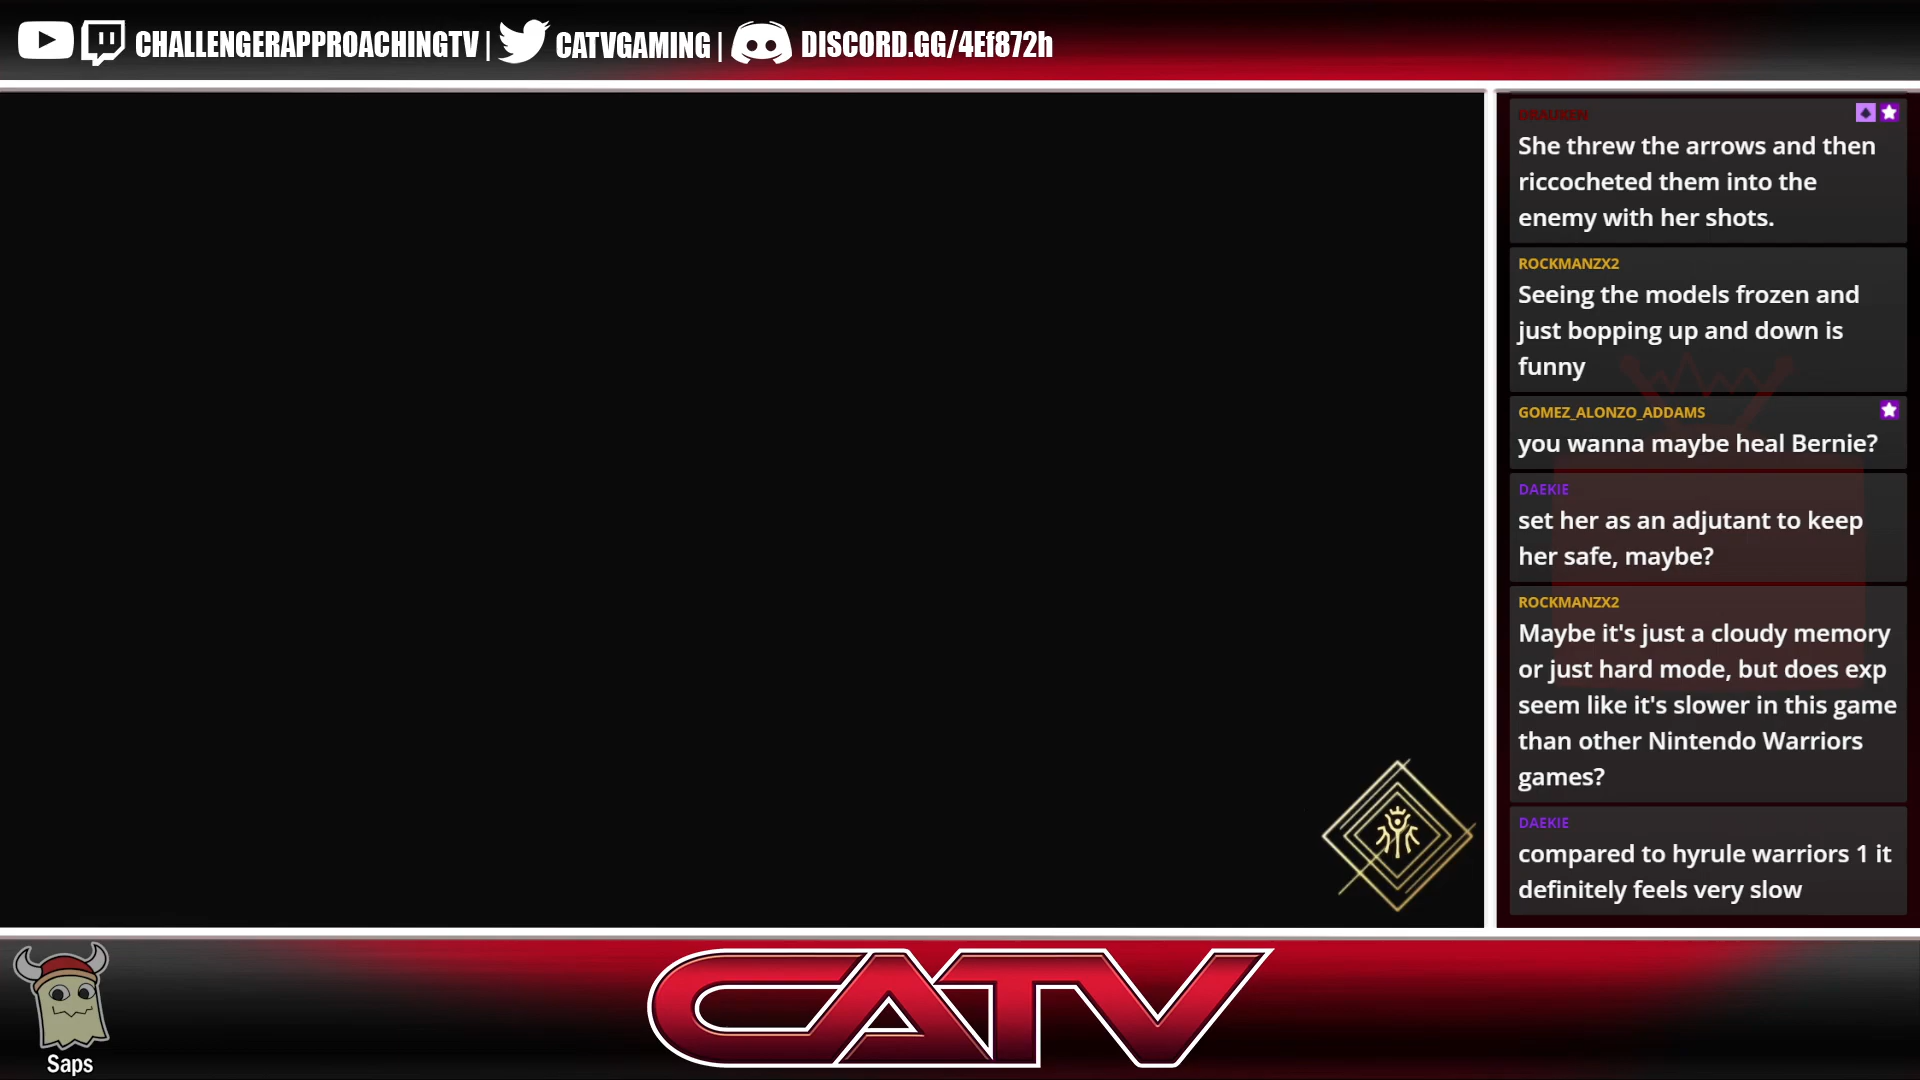 CHALLENGERAPPROACHINGTV | CATVGAMING | DISCORD.GG/4Ef872h
DRAUKEN
She threw the arrows and then
riccocheted them into the
enemy with her shots.
ROCKMANZX2
Seeing the models frozen and
just bopping up and down is
funny
GOMEZ_ALONZO_ADDAMS
you wanna maybe heal Bernie?
DAEKIE
set her as an adjutant to keep
her safe, maybe?
ROCKMANZX2
Maybe it's just a cloudy memory
or just hard mode, but does exp
seem like it's slower in this game
than other Nintendo Warriors
games?
DAEKIE
compared to hyrule warriors 1 it
definitely feels very slow
CATV
Saps